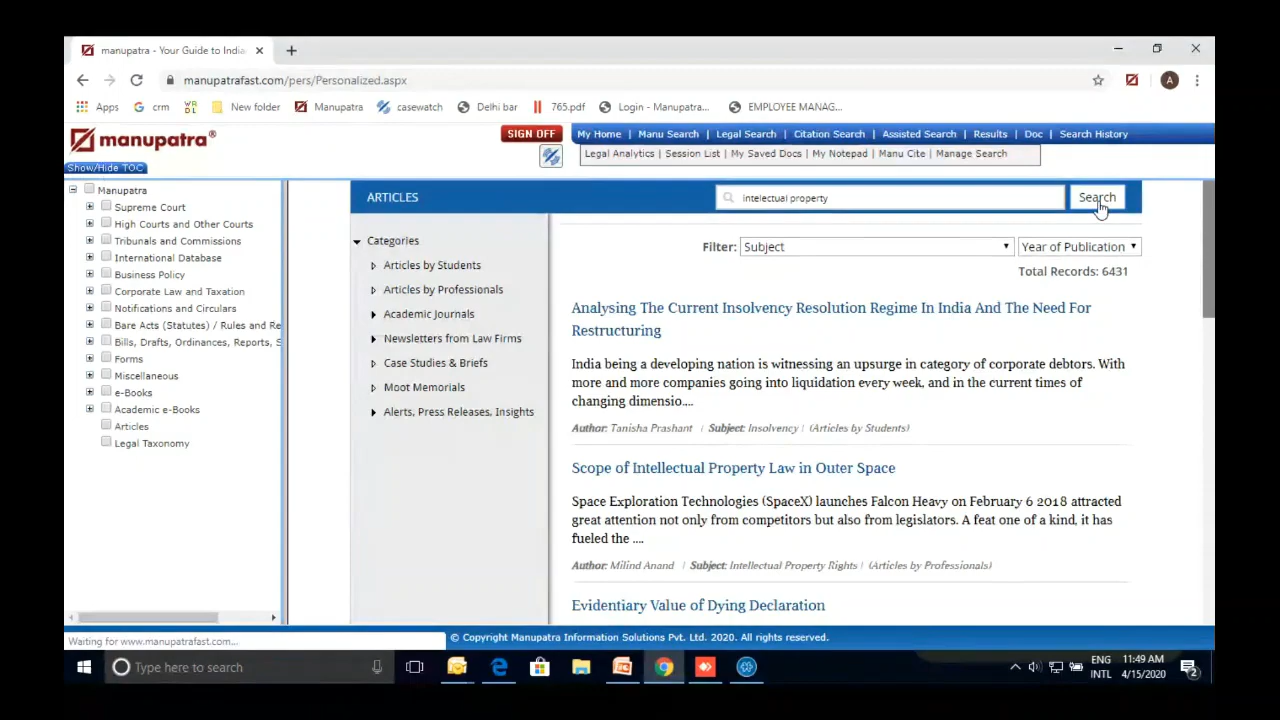 manupatra - Your Guide to India
manupatrafast.com/pers/Personalized.aspx
A
Apps
crm
New folder
Manupatra
casewatch
Delhi bar
765.pdf
Login - Manupatra...
EMPLOYEE MANAG...
manupatra®
SIGN OFF
My Home | Manu Search | Legal Search | Citation Search | Assisted Search | Results | Doc | Search History
Legal Analytics | Session List | My Saved Docs | My Notepad | Manu Cite | Manage Search
Show/Hide TOC
Manupatra
Supreme Court
High Courts and Other Courts
Tribunals and Commissions
International Database
Business Policy
Corporate Law and Taxation
Notifications and Circulars
Bare Acts (Statutes) / Rules and Re
Bills, Drafts, Ordinances, Reports, S
Forms
Miscellaneous
e-Books
Academic e-Books
Articles
Legal Taxonomy
ARTICLES
intelectual property
Search
Categories
Articles by Students
Articles by Professionals
Academic Journals
Newsletters from Law Firms
Case Studies & Briefs
Moot Memorials
Alerts, Press Releases, Insights
Filter: Subject
Year of Publication
Total Records: 6431
Analysing The Current Insolvency Resolution Regime In India And The Need For
Restructuring
India being a developing nation is witnessing an upsurge in category of corporate debtors. With
more and more companies going into liquidation every week, and in the current times of
changing dimensio....
Author: Tanisha Prashant | Subject: Insolvency | (Articles by Students)
Scope of Intellectual Property Law in Outer Space
Space Exploration Technologies (SpaceX) launches Falcon Heavy on February 6 2018 attracted
great attention not only from competitors but also from legislators. A feat one of a kind, it has
fueled the ....
Author: Milind Anand | Subject: Intellectual Property Rights | (Articles by Professionals)
Evidentiary Value of Dying Declaration
Waiting for www.manupatrafast.com...
© Copyright Manupatra Information Solutions Pvt. Ltd. 2020. All rights reserved.
Type here to search
ENG
INTL
11:49 AM
4/15/2020
2